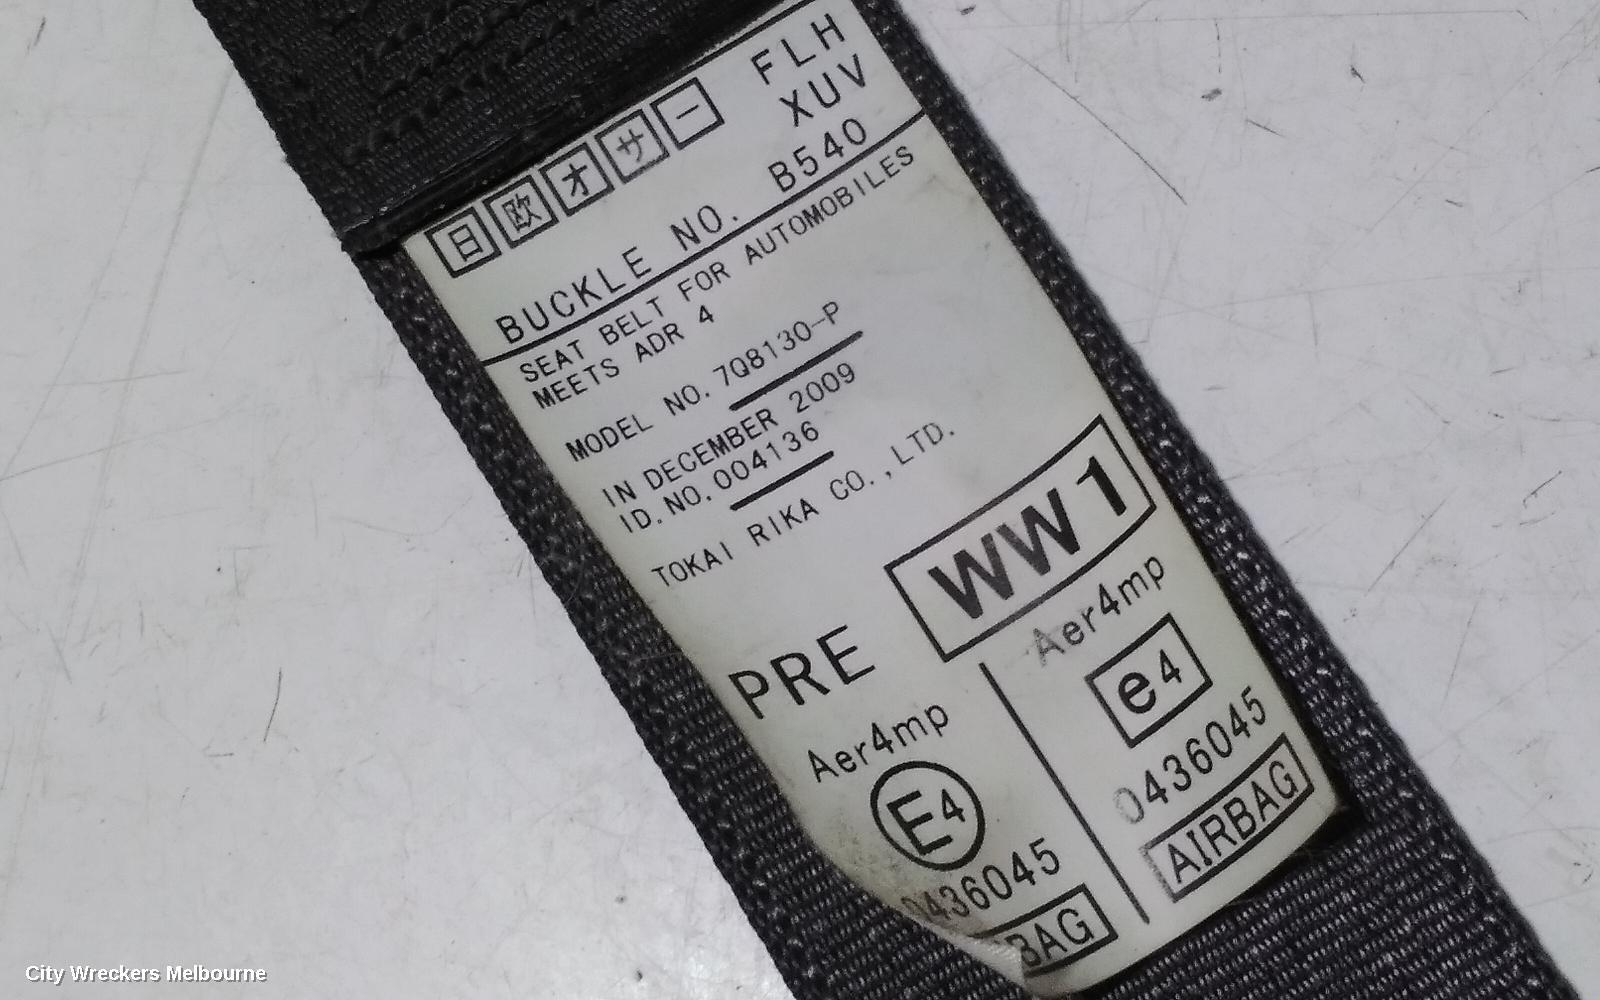 日 欧 オ サ 一 FLH
XUV
BUCKLE NO. B540
SEAT BELT FOR AUTOMOBILES
MEETS ADR 4
MODEL NO. 7Q8130-P
IN DECEMBER 2009
ID.NO.004136
TOKAI RIKA CO.,LTD.
PRE WW1
Aer4mp
E4
0436045
BAG
Aer4mp
e4
0436045
AIRBAG
City Wreckers Melbourne